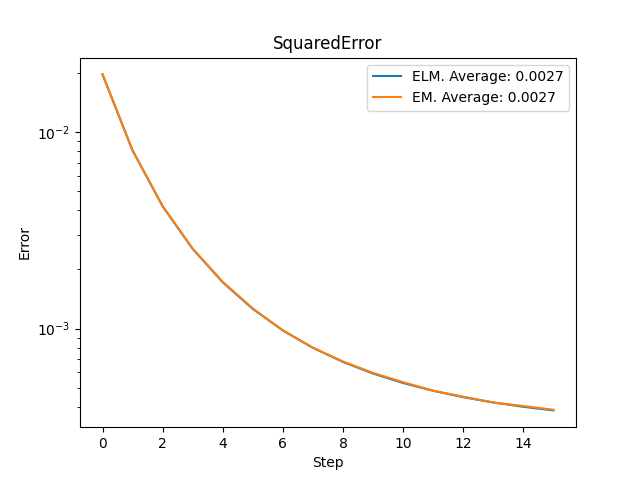 SquaredError
ELM. Average: 0.0027
EM. Average: 0.0027
Error
10⁻²
10⁻³
0 2 4 6 8 10 12 14
Step